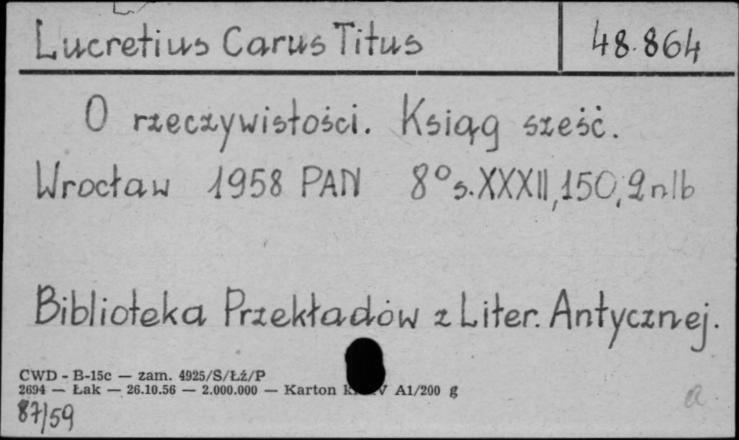 Lucretius Carus Titus 48.864
O rzeczywistości. Ksiąg sześć.
Wrocław 1958 PAN 8° s. XXXII, 150, 2 nlb
Biblioteka Przekładów z Liter. Antycznej.
CWD - B-15c — zam. 4925/S/Łź/P
2694 — Łak — 26.10.56 — 2.000.000 — Karton A1/200 g
87/59
a